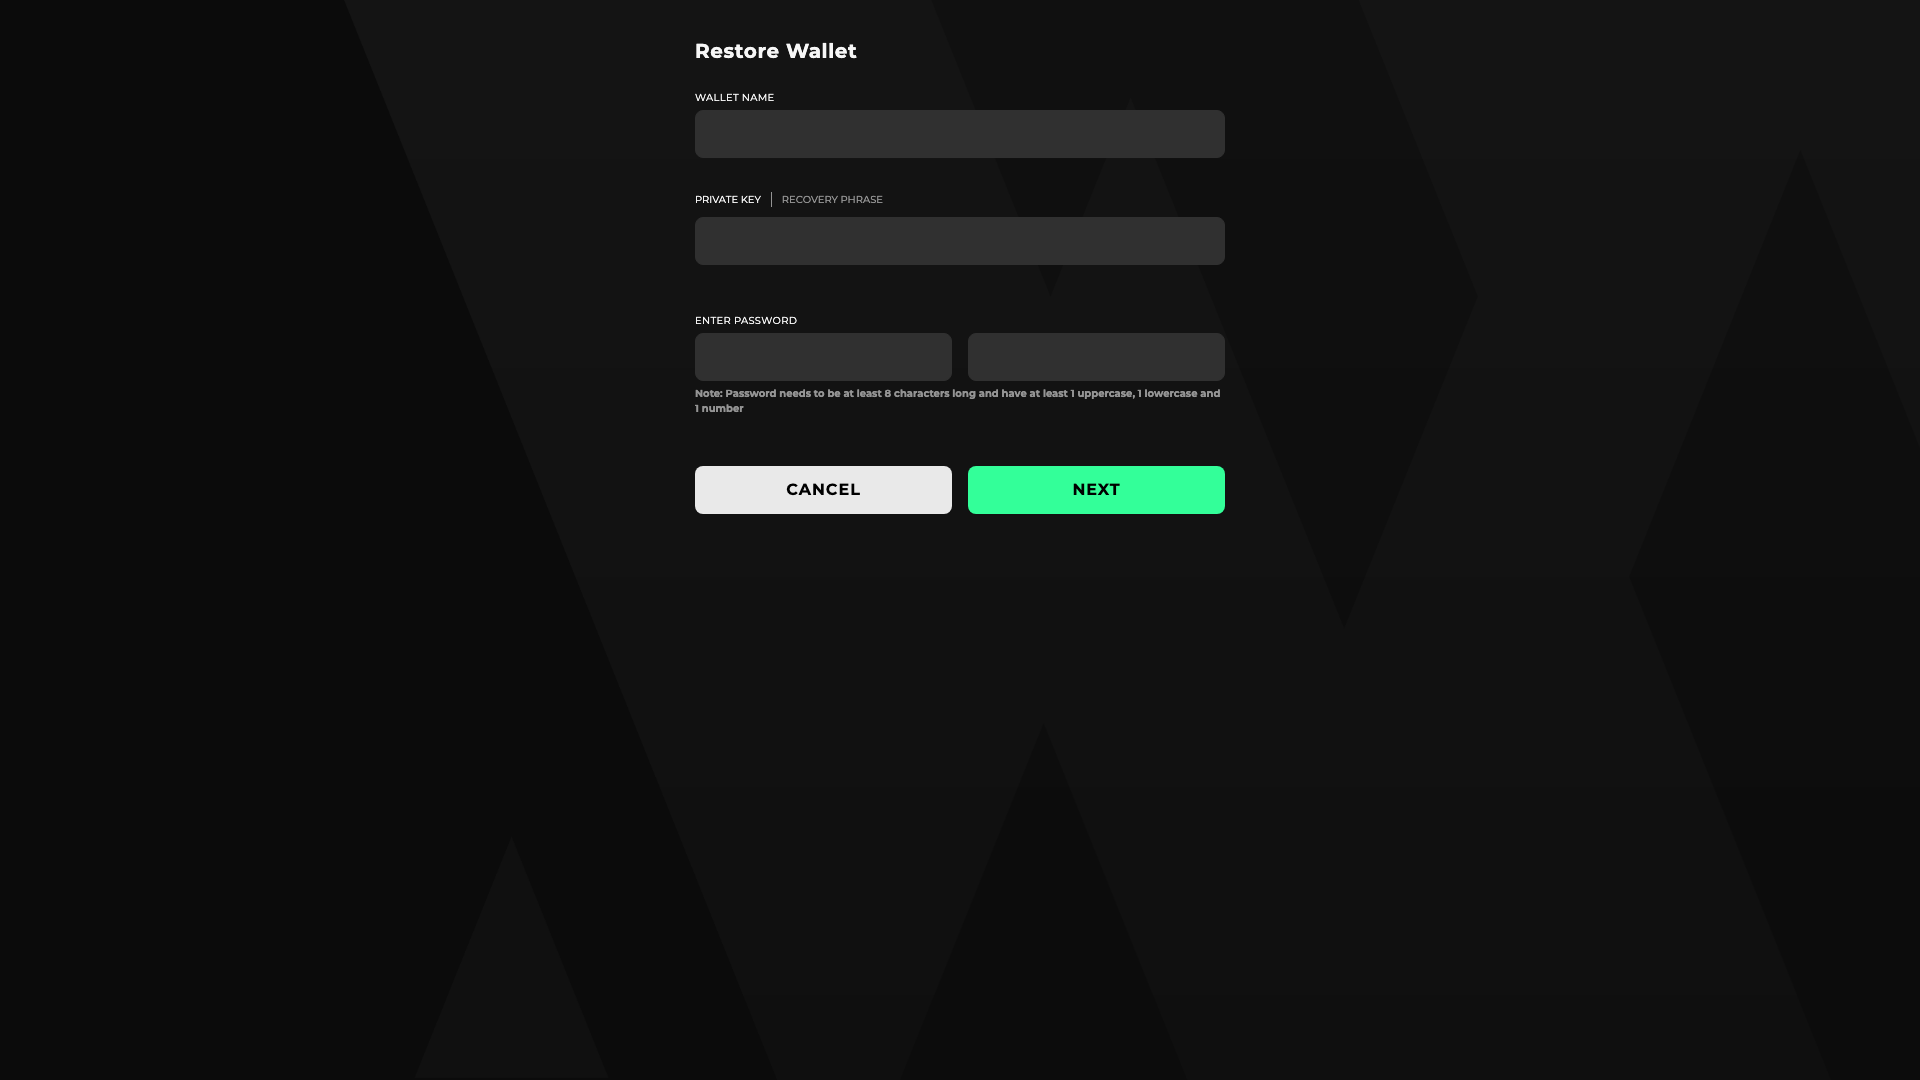 Restore Wallet
WALLET NAME
PRIVATE KEY
RECOVERY PHRASE
ENTER PASSWORD
Note: Password needs to be at least 8 characters long and have at least 1 uppercase, 1 lowercase and
1 number
CANCEL
NEXT